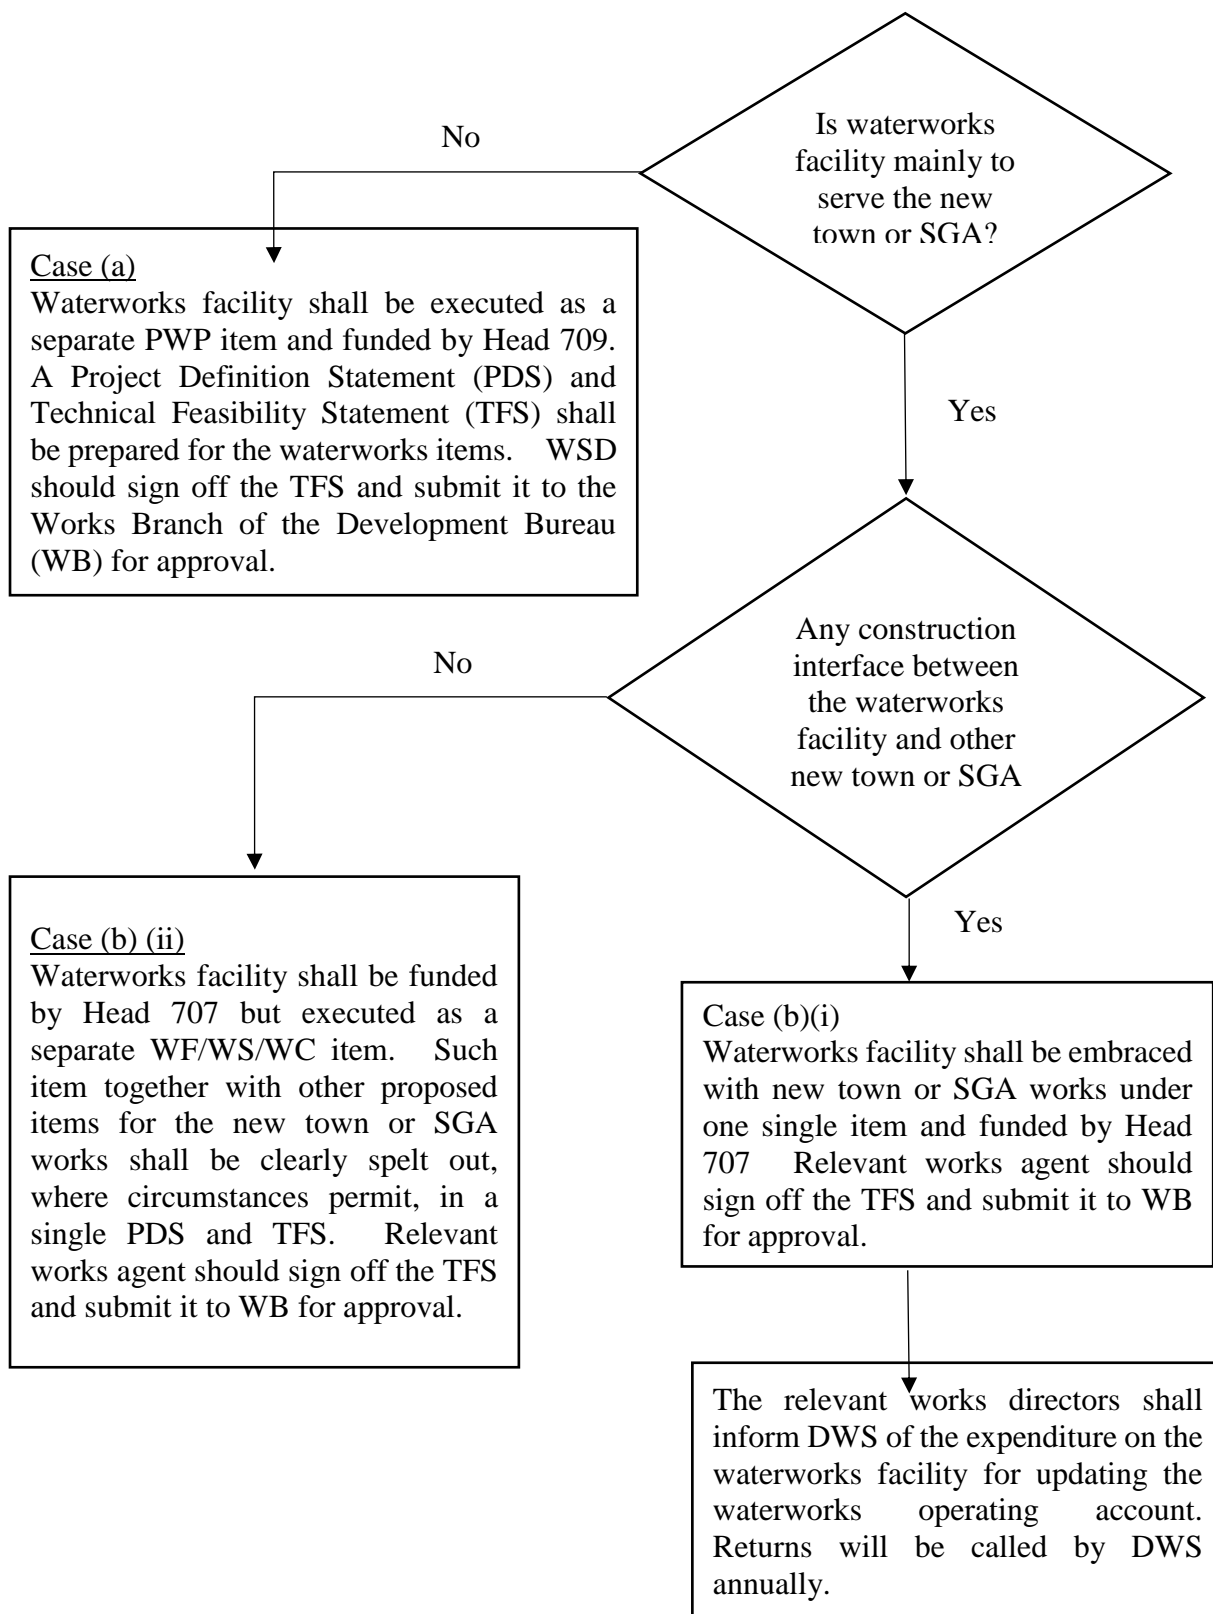 Is waterworks
facility mainly to
serve the new
town or SGA?
No
Case (a)
Waterworks facility shall be executed as a
separate PWP item and funded by Head 709.
A Project Definition Statement (PDS) and
Technical Feasibility Statement (TFS) shall
be prepared for the waterworks items. WSD
should sign off the TFS and submit it to the
Works Branch of the Development Bureau
(WB) for approval.
Yes
Any construction
interface between
the waterworks
facility and other
new town or SGA
No
Case (b) (ii)
Waterworks facility shall be funded
by Head 707 but executed as a
separate WF/WS/WC item. Such
item together with other proposed
items for the new town or SGA
works shall be clearly spelt out,
where circumstances permit, in a
single PDS and TFS. Relevant
works agent should sign off the TFS
and submit it to WB for approval.
Yes
Case (b)(i)
Waterworks facility shall be embraced
with new town or SGA works under
one single item and funded by Head
707 Relevant works agent should
sign off the TFS and submit it to WB
for approval.
The relevant works directors shall
inform DWS of the expenditure on the
waterworks facility for updating the
waterworks operating account.
Returns will be called by DWS
annually.